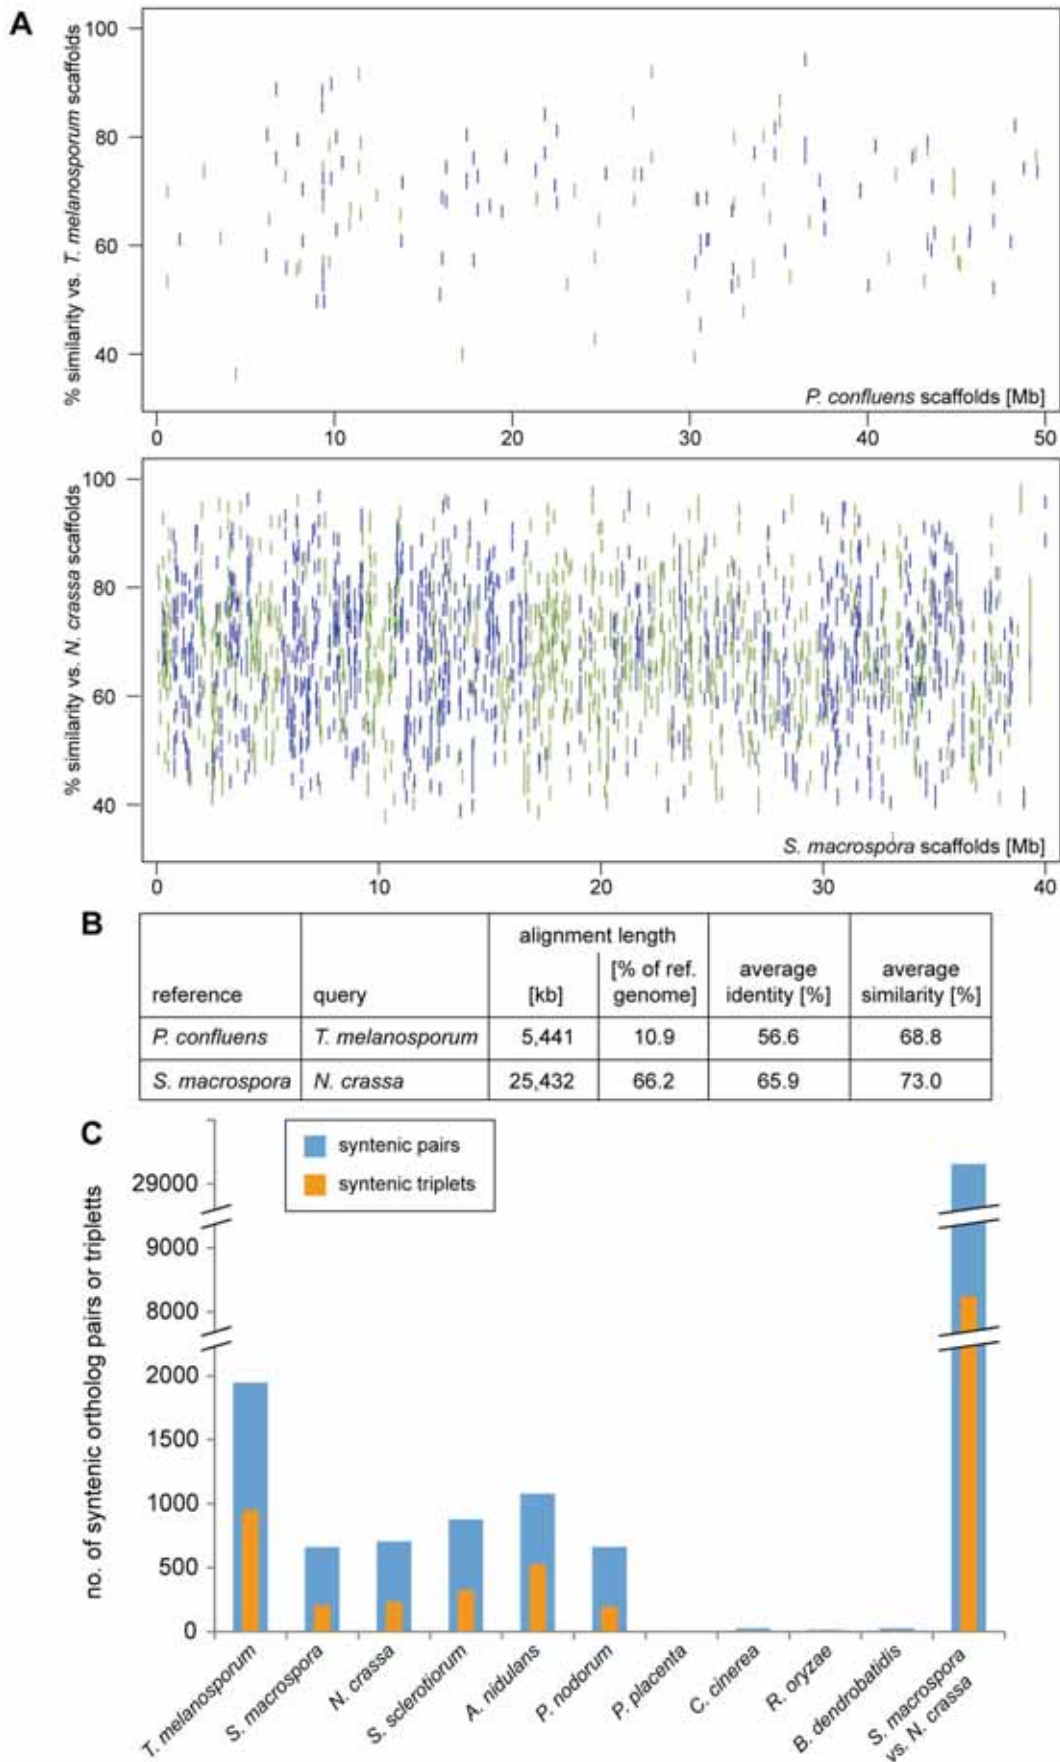 A
% similarity vs. T. melanosporum scaffolds
100
80
60
40
P. confluens scaffolds [Mb]
0 10 20 30 40 50
% similarity vs. N. crassa scaffolds
100
80
60
40
S. macrospora scaffolds [Mb]
0 10 20 30 40
B
alignment length
reference query [kb] [% of ref. genome] average identity [%] average similarity [%]
P. confluens T. melanosporum 5,441 10.9 56.6 68.8
S. macrospora N. crassa 25,432 66.2 65.9 73.0
C
syntenic pairs
syntenic triplets
no. of syntenic ortholog pairs or tripletts
29000
9000
8000
2000
1500
1000
500
0
T. melanosporum
S. macrospora
N. crassa
S. sclerotiorum
A. nidulans
P. nodorum
P. placenta
C. cinerea
R. oryzae
B. dendrobatidis
S. macrospora
vs. N. crassa